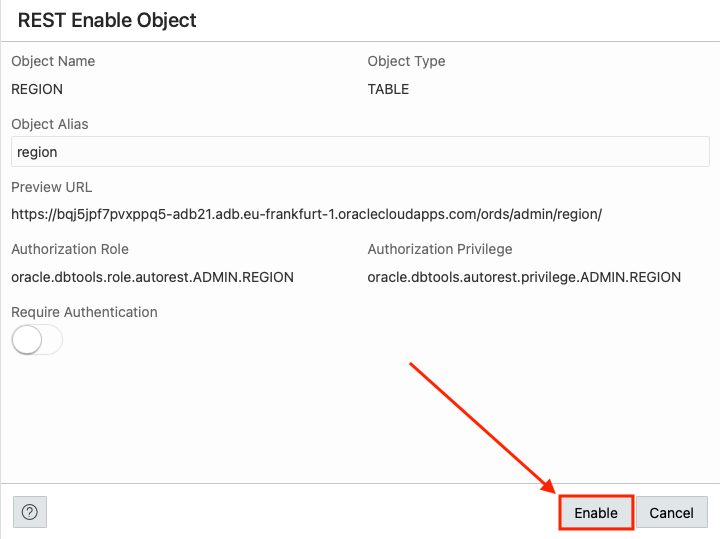 REST Enable Object
Object Name Object Type
REGION TABLE
Object Alias
region
Preview URL
https://bqj5jpf7pvxppq5-adb21.adb.eu-frankfurt-1.oraclecloudapps.com/ords/admin/region/
Authorization Role Authorization Privilege
oracle.dbtools.role.autorest.ADMIN.REGION oracle.dbtools.autorest.privilege.ADMIN.REGION
Require Authentication
? Enable Cancel